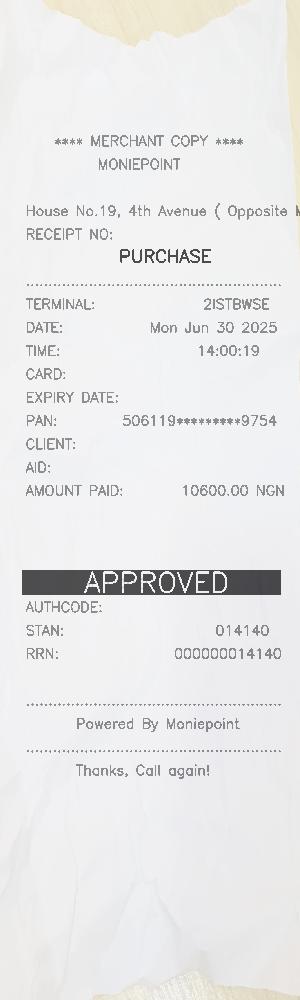 **** MERCHANT COPY ****
MONIEPOINT
House No.19, 4th Avenue ( Opposite
RECEIPT NO:
PURCHASE
TERMINAL: 2ISTBWSE
DATE: Mon Jun 30 2025
TIME: 14:00:19
CARD:
EXPIRY DATE:
PAN: 506119*********9754
CLIENT:
AID:
AMOUNT PAID: 10600.00 NGN
APPROVED
AUTHCODE:
STAN: 014140
RRN: 000000014140
Powered By Moniepoint
Thanks, Call again!